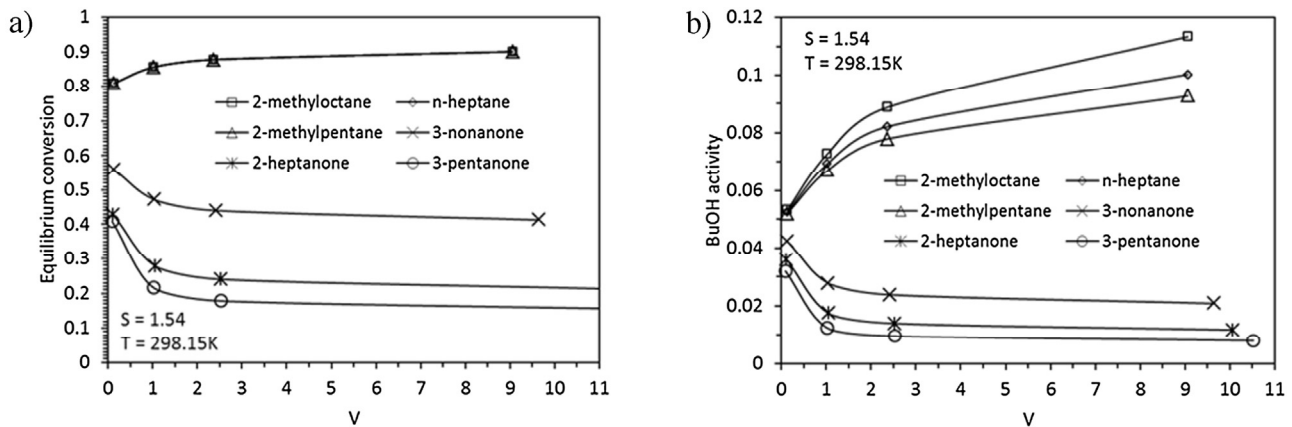 a)
Equilibrium conversion
1
0.9
0.8
0.7
0.6
0.5
0.4
0.3
0.2
0.1
0
2-methyloctane n-heptane
2-methylpentane 3-nonanone
2-heptanone 3-pentanone
S = 1.54
T = 298.15K
0 1 2 3 4 5 6 7 8 9 10 11
V
b)
BuOH activity
0.12
0.1
0.08
0.06
0.04
0.02
0
S = 1.54
T = 298.15K
2-methyloctane n-heptane
2-methylpentane 3-nonanone
2-heptanone 3-pentanone
0 1 2 3 4 5 6 7 8 9 10 11
V